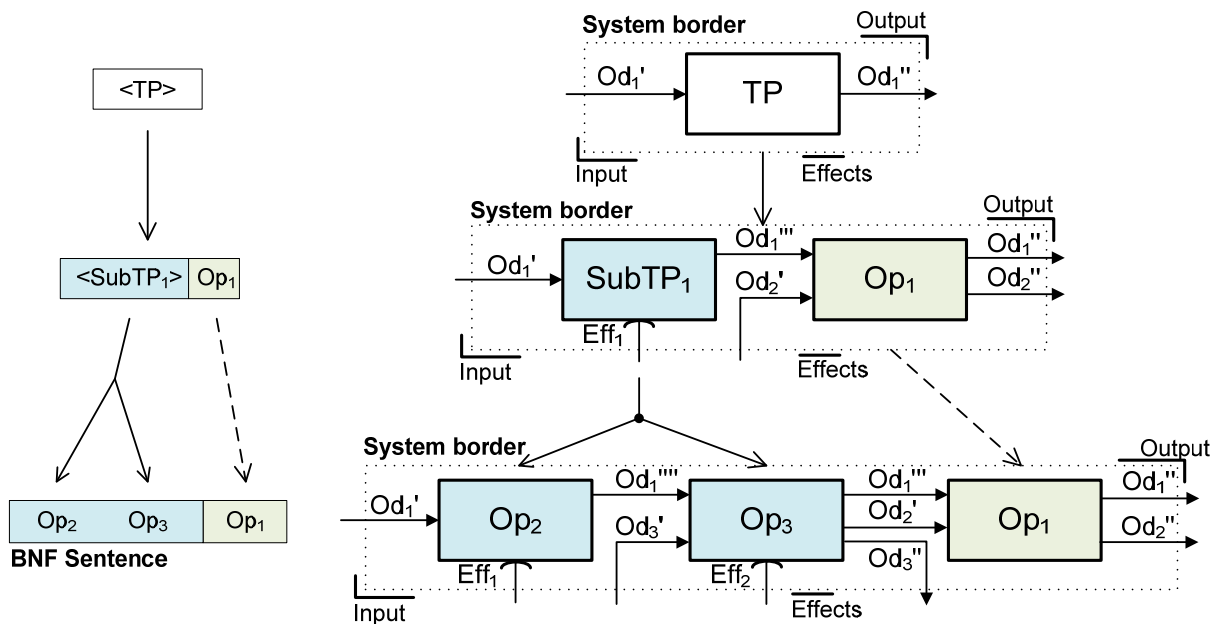 <TP>
<SubTP₁> Op₁
Op₂ Op₃ Op₁
BNF Sentence
System border
Output
Od₁' TP Od₁''
Input
Effects
System border
Output
Od₁' SubTP₁ Od₁''' Op₁ Od₁''
Od₂' Od₂''
Eff₁
Input
Effects
System border
Output
Od₁' Op₂ Od₁'''' Op₃ Od₁''' Op₁ Od₁''
Od₃' Od₂' Od₂''
Od₃''
Eff₁ Eff₂
Input
Effects